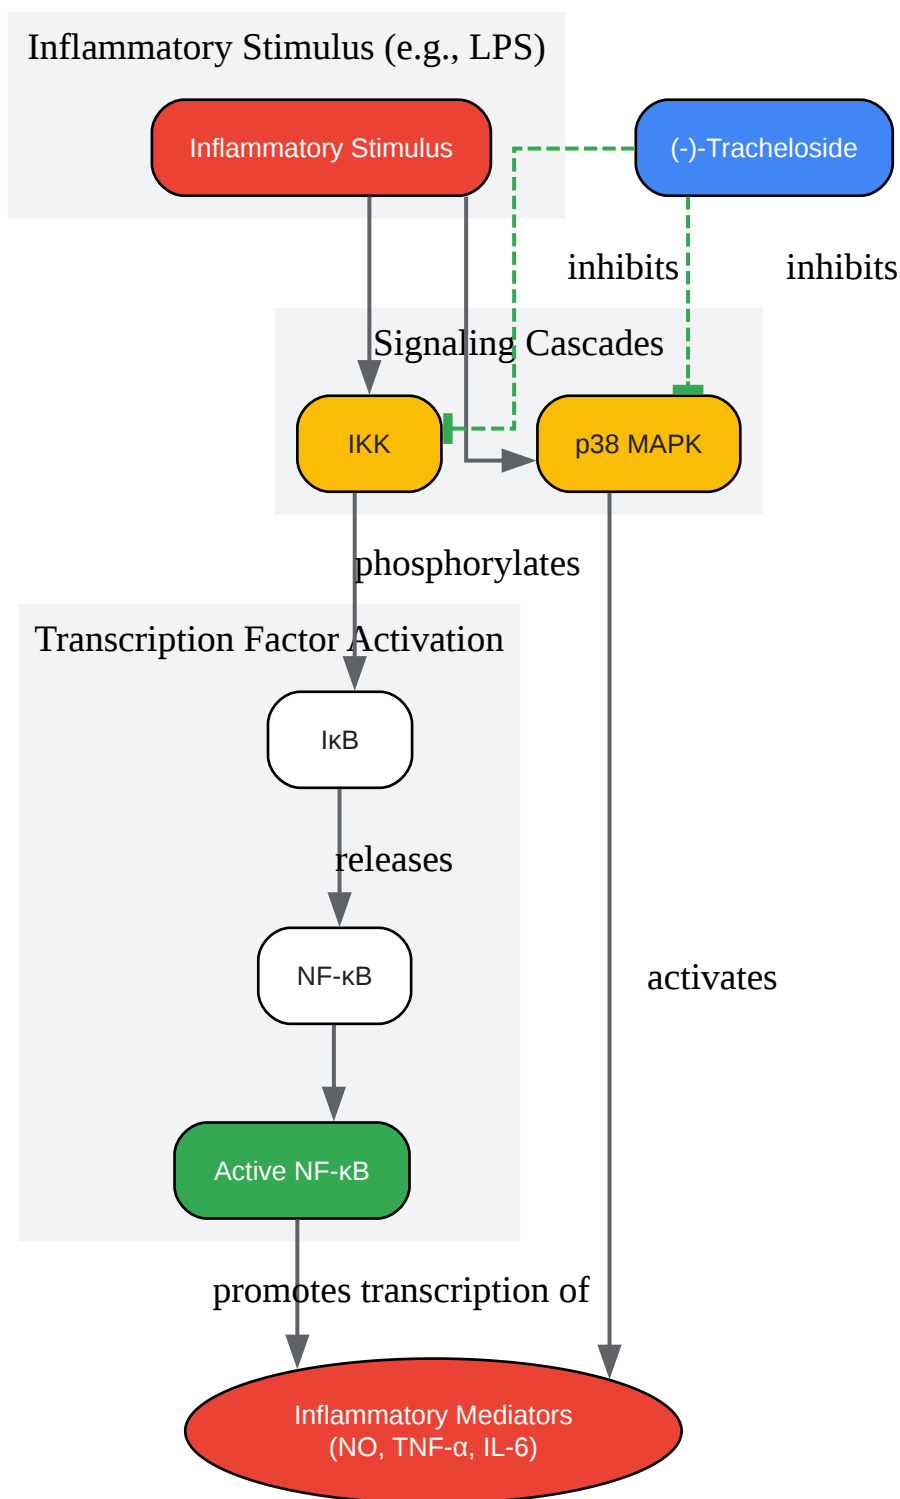 Inflammatory Stimulus (e.g., LPS)
Inflammatory Stimulus
(-)-Tracheloside
inhibits
inhibits
Signaling Cascades
IKK
p38 MAPK
phosphorylates
Transcription Factor Activation
IκB
releases
NF-κB
activates
Active NF-κB
promotes transcription of
Inflammatory Mediators
(NO, TNF-α, IL-6)